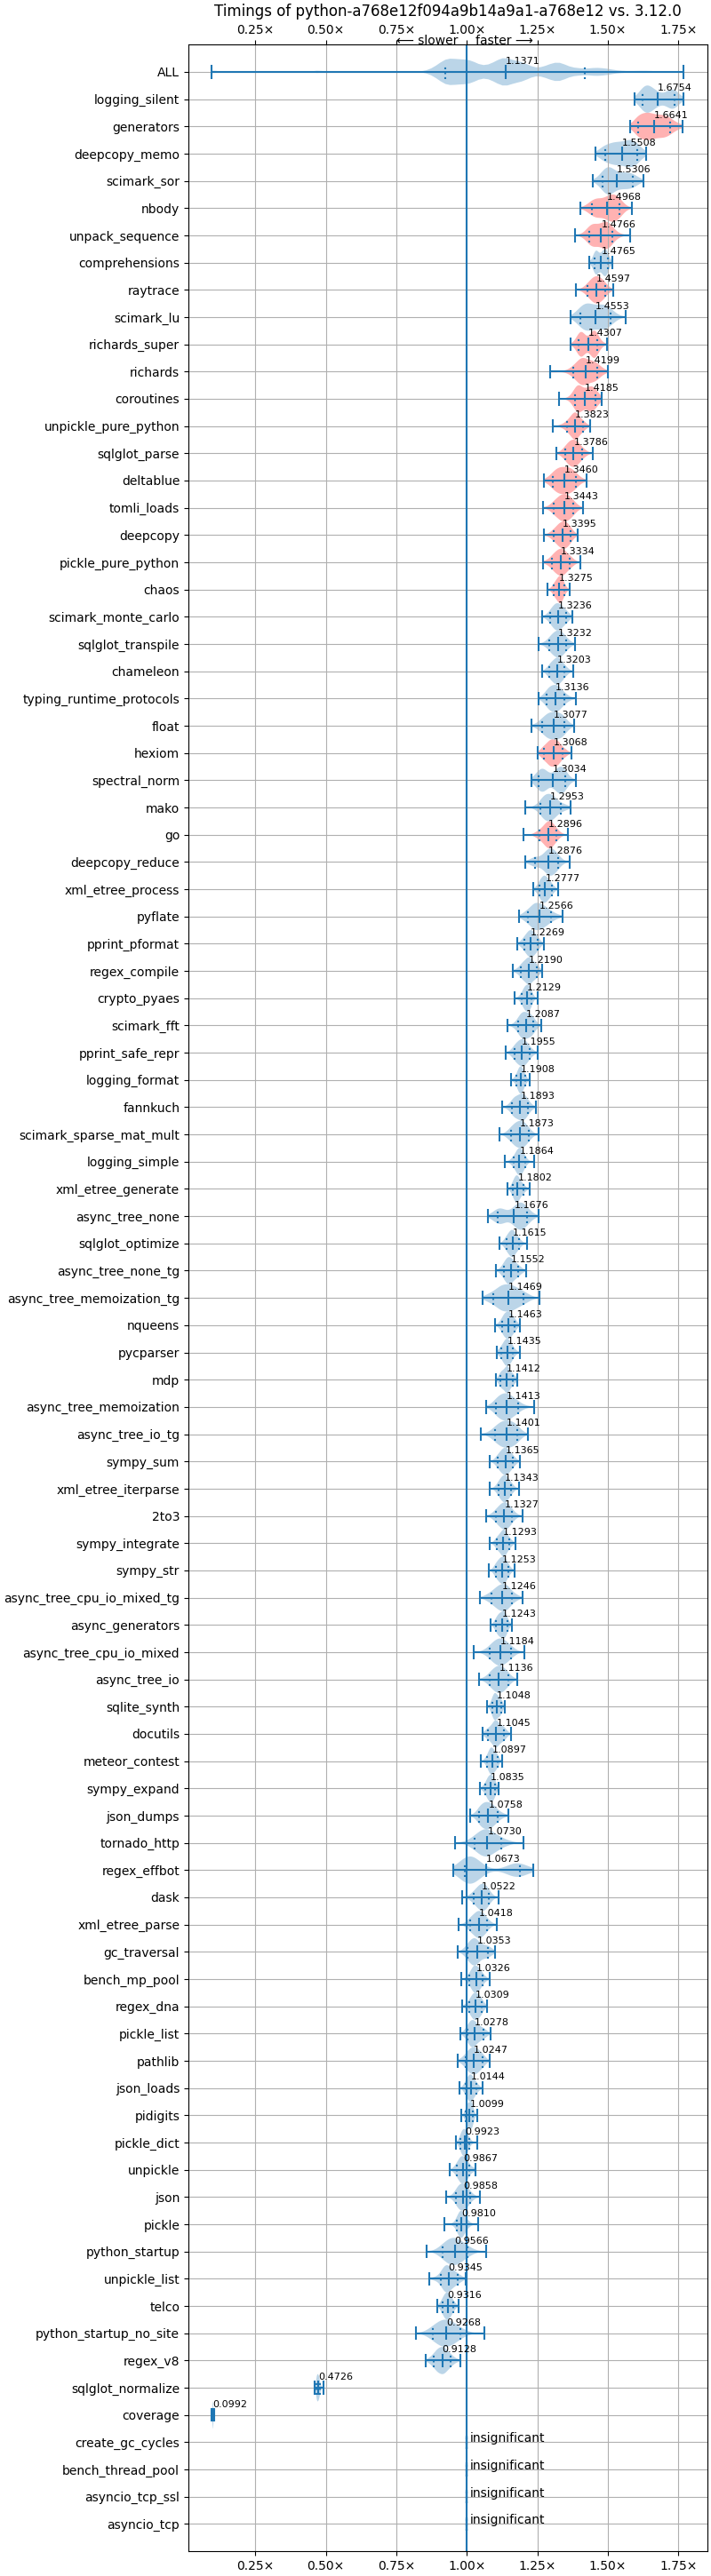 Timings of python-a768e12f094a9b14a9a1-a768e12 vs. 3.12.0
0.25× 0.50× 0.75× 1.00× 1.25× 1.50× 1.75×
⟵ slower faster ⟶
ALL 1.1371
logging_silent 1.6754
generators 1.6641
deepcopy_memo 1.5508
scimark_sor 1.5306
nbody 1.4968
unpack_sequence 1.4766
comprehensions 1.4765
raytrace 1.4597
scimark_lu 1.4553
richards_super 1.4307
richards 1.4199
coroutines 1.4185
unpickle_pure_python 1.3823
sqlglot_parse 1.3786
deltablue 1.3460
tomli_loads 1.3443
deepcopy 1.3395
pickle_pure_python 1.3334
chaos 1.3275
scimark_monte_carlo 1.3236
sqlglot_transpile 1.3232
chameleon 1.3203
typing_runtime_protocols 1.3136
float 1.3077
hexiom 1.3068
spectral_norm 1.3034
mako 1.2953
go 1.2896
deepcopy_reduce 1.2876
xml_etree_process 1.2777
pyflate 1.2566
pprint_pformat 1.2269
regex_compile 1.2190
crypto_pyaes 1.2129
scimark_fft 1.2087
pprint_safe_repr 1.1955
logging_format 1.1908
fannkuch 1.1893
scimark_sparse_mat_mult 1.1873
logging_simple 1.1864
xml_etree_generate 1.1802
async_tree_none 1.1676
sqlglot_optimize 1.1615
async_tree_none_tg 1.1552
async_tree_memoization_tg 1.1469
nqueens 1.1463
pycparser 1.1435
mdp 1.1412
async_tree_memoization 1.1413
async_tree_io_tg 1.1401
sympy_sum 1.1365
xml_etree_iterparse 1.1343
2to3 1.1327
sympy_integrate 1.1293
sympy_str 1.1253
async_tree_cpu_io_mixed_tg 1.1246
async_generators 1.1243
async_tree_cpu_io_mixed 1.1184
async_tree_io 1.1136
sqlite_synth 1.1048
docutils 1.1045
meteor_contest 1.0897
sympy_expand 1.0835
json_dumps 1.0758
tornado_http 1.0730
regex_effbot 1.0673
dask 1.0522
xml_etree_parse 1.0418
gc_traversal 1.0353
bench_mp_pool 1.0326
regex_dna 1.0309
pickle_list 1.0278
pathlib 1.0247
json_loads 1.0144
pidigits 1.0099
pickle_dict 0.9923
unpickle 0.9867
json 0.9858
pickle 0.9810
python_startup 0.9566
unpickle_list 0.9345
telco 0.9316
python_startup_no_site 0.9268
regex_v8 0.9128
sqlglot_normalize 0.4726
coverage 0.0992
create_gc_cycles insignificant
bench_thread_pool insignificant
asyncio_tcp_ssl insignificant
asyncio_tcp insignificant
0.25× 0.50× 0.75× 1.00× 1.25× 1.50× 1.75×